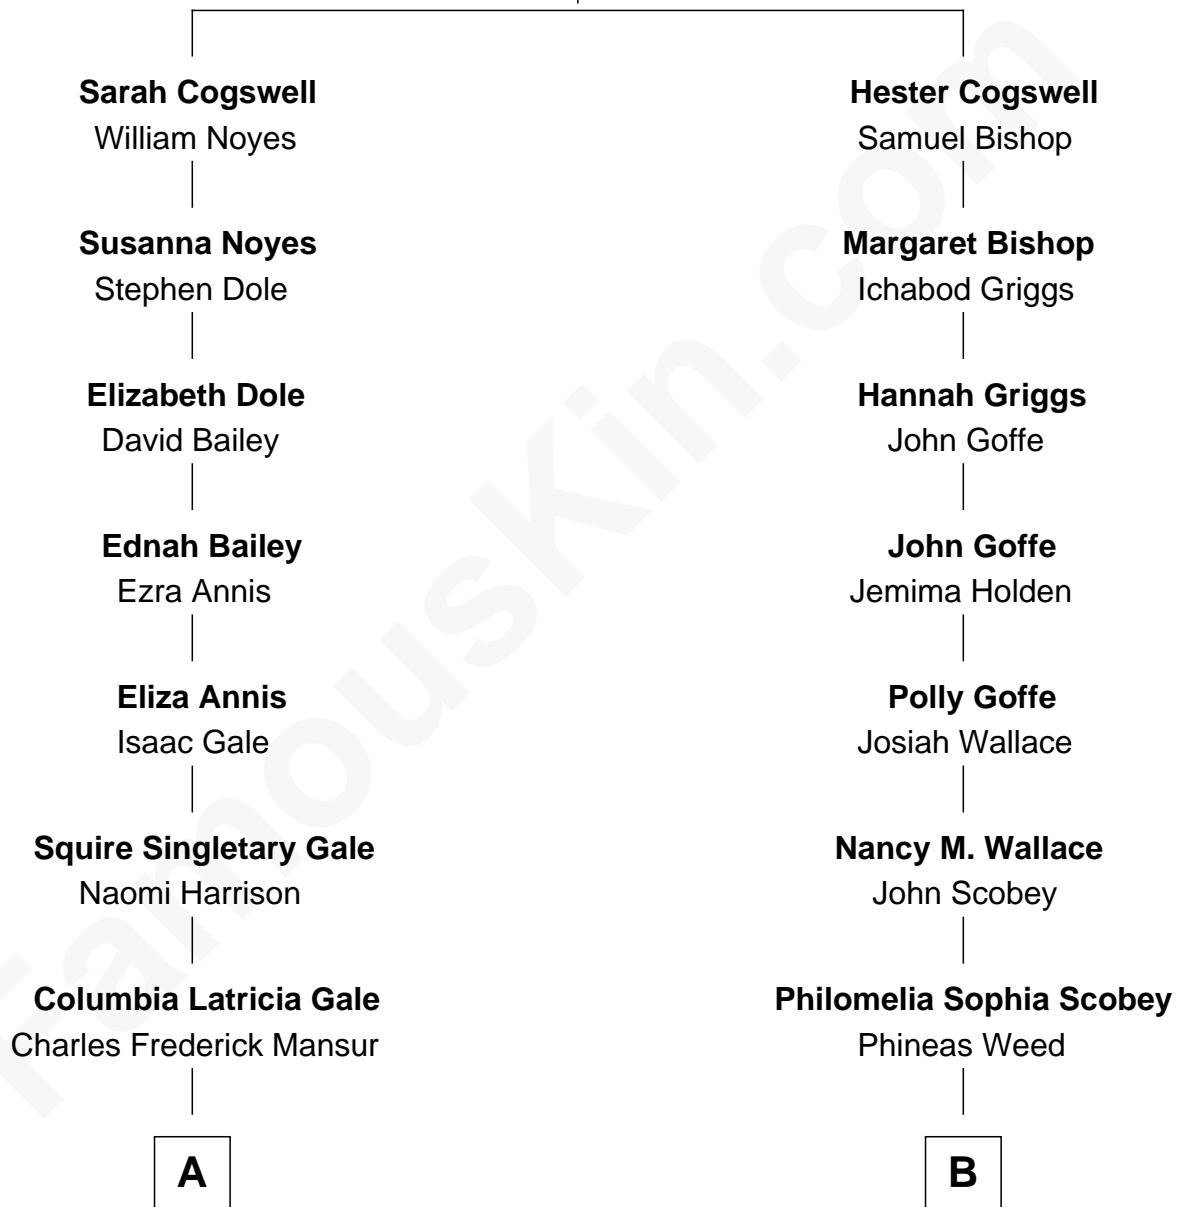 Sarah Cogswell
William Noyes
Susanna Noyes
Stephen Dole
Elizabeth Dole
David Bailey
Ednah Bailey
Ezra Annis
Eliza Annis
Isaac Gale
Squire Singletary Gale
Naomi Harrison
Columbia Latricia Gale
Charles Frederick Mansur
A
Hester Cogswell
Samuel Bishop
Margaret Bishop
Ichabod Griggs
Hannah Griggs
John Goffe
John Goffe
Jemima Holden
Polly Goffe
Josiah Wallace
Nancy M. Wallace
John Scobey
Philomelia Sophia Scobey
Phineas Weed
B
FamousKin.com